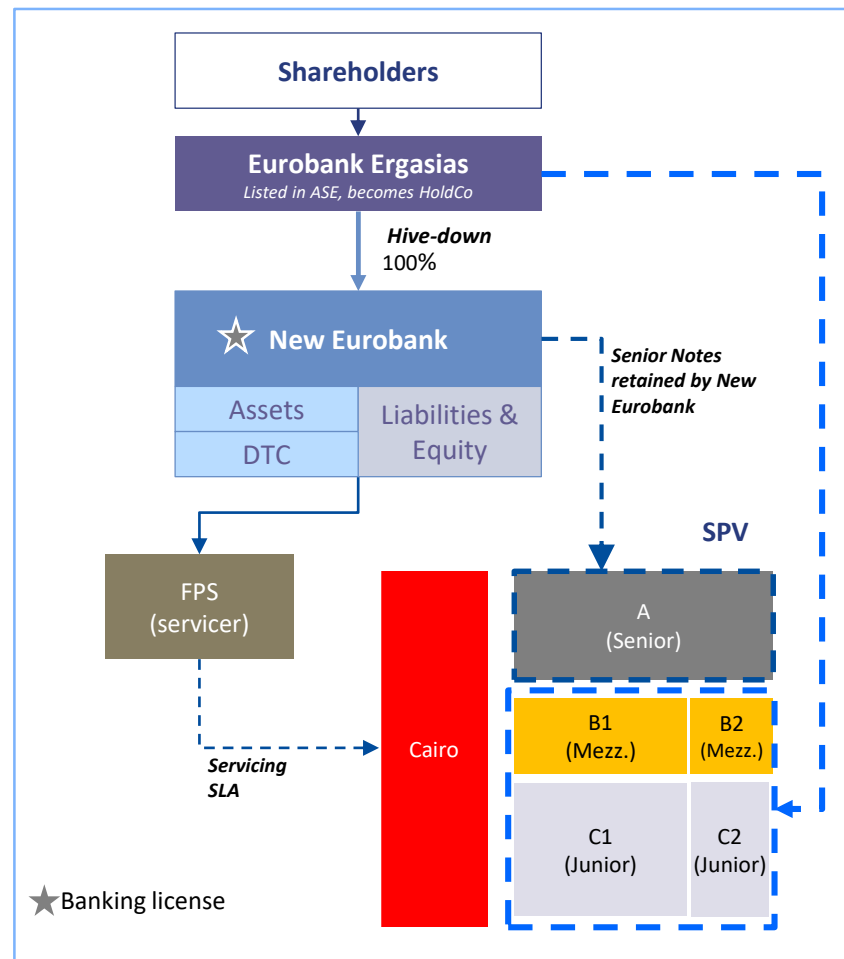 Shareholders
Eurobank Ergasias
Listed in ASE, becomes HoldCo
Hive-down
100%
New Eurobank
Senior Notes
retained by New
Eurobank
Assets
DTC
Liabilities &
Equity
SPV
FPS
(servicer)
A
(Senior)
Cairo
B1
(Mezz.)
B2
(Mezz.)
Servicing
SLA
C1
(Junior)
C2
(Junior)
Banking license